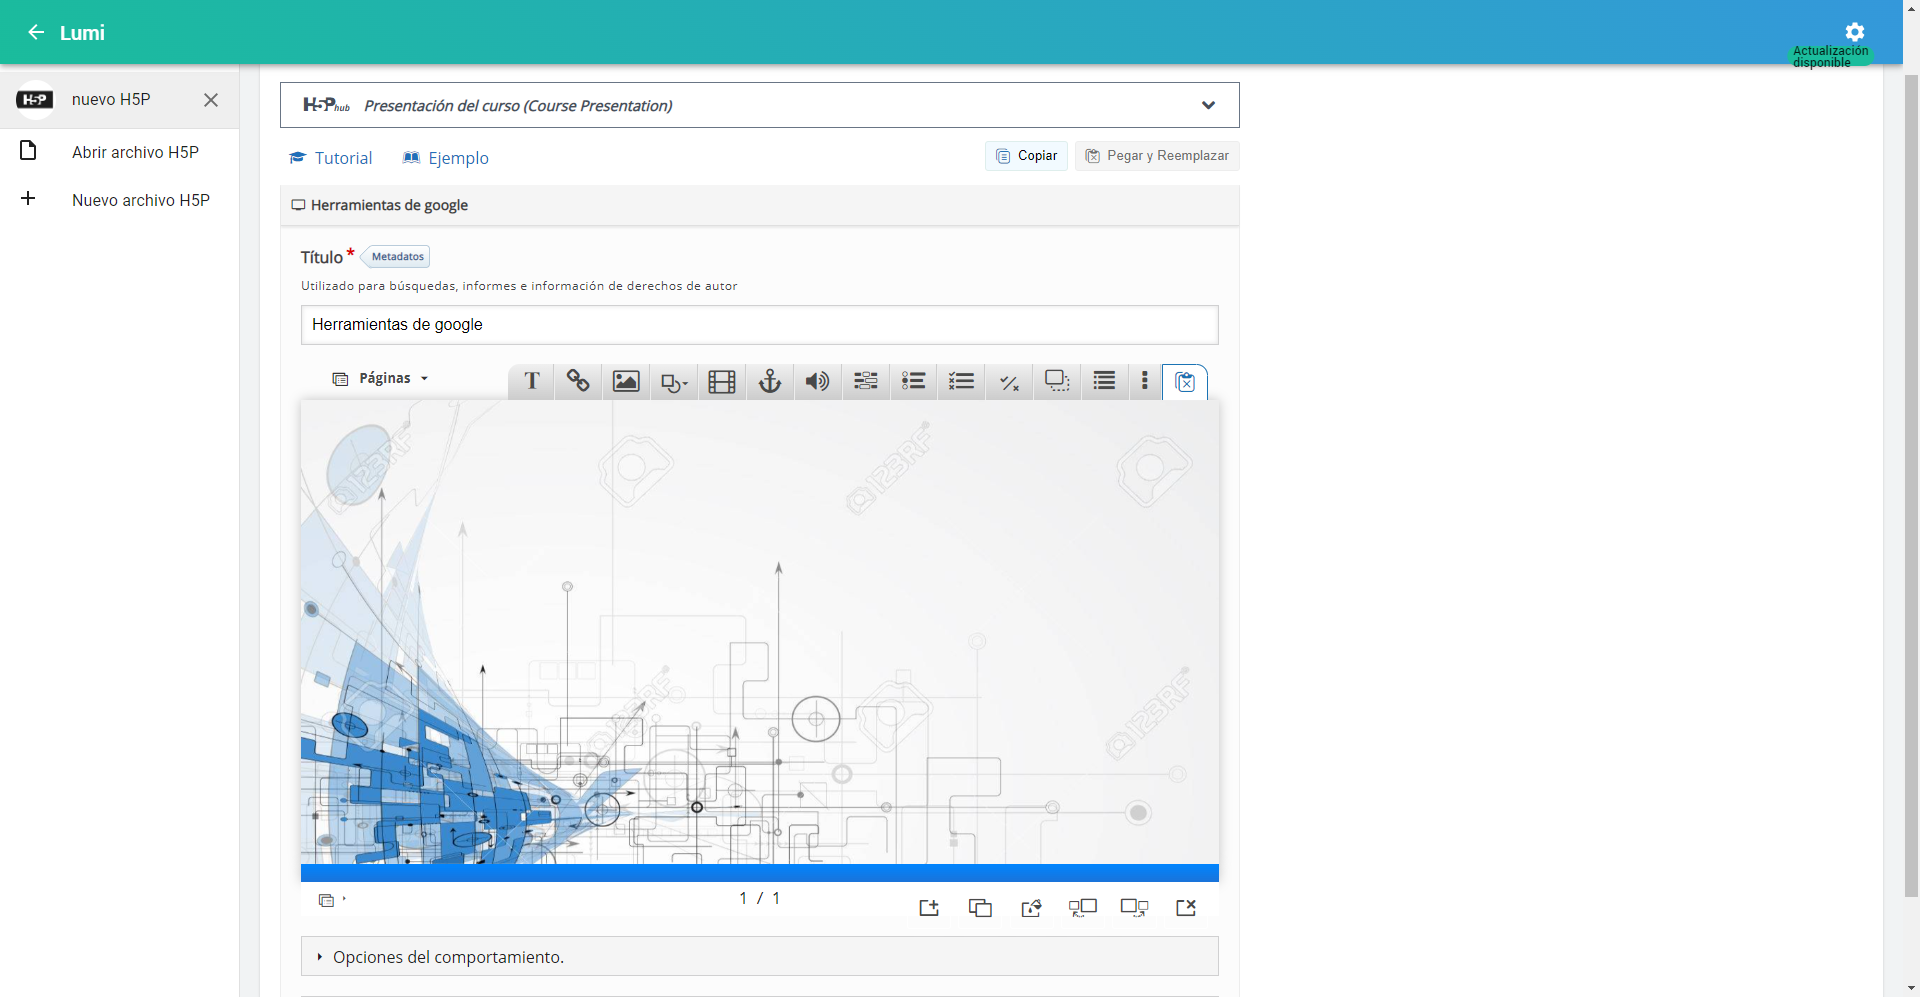 Lumi
Actualización
disponible
nuevo H5P
Abrir archivo H5P
Nuevo archivo H5P
H5Phub Presentación del curso (Course Presentation)
Tutorial Ejemplo Copiar Pegar y Reemplazar
Herramientas de google
Título * Metadatos
Utilizado para búsquedas, informes e información de derechos de autor
Herramientas de google
Páginas
123RF
123RF
123RF
123RF
1 / 1
Opciones del comportamiento.